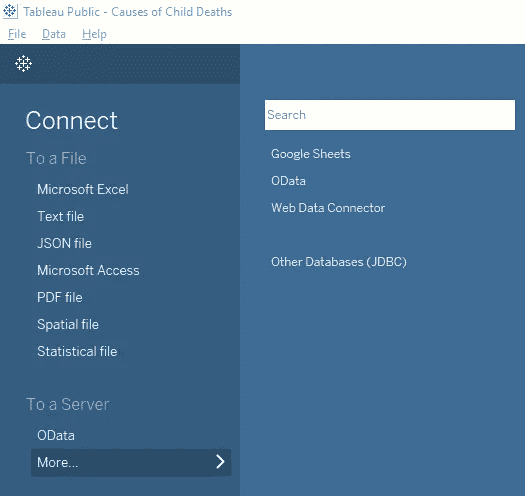 Tableau Public - Causes of Child Deaths
File Data Help
Connect
To a File
Microsoft Excel
Text file
JSON file
Microsoft Access
PDF file
Spatial file
Statistical file
To a Server
OData
More...
Search
Google Sheets
OData
Web Data Connector
Other Databases (JDBC)